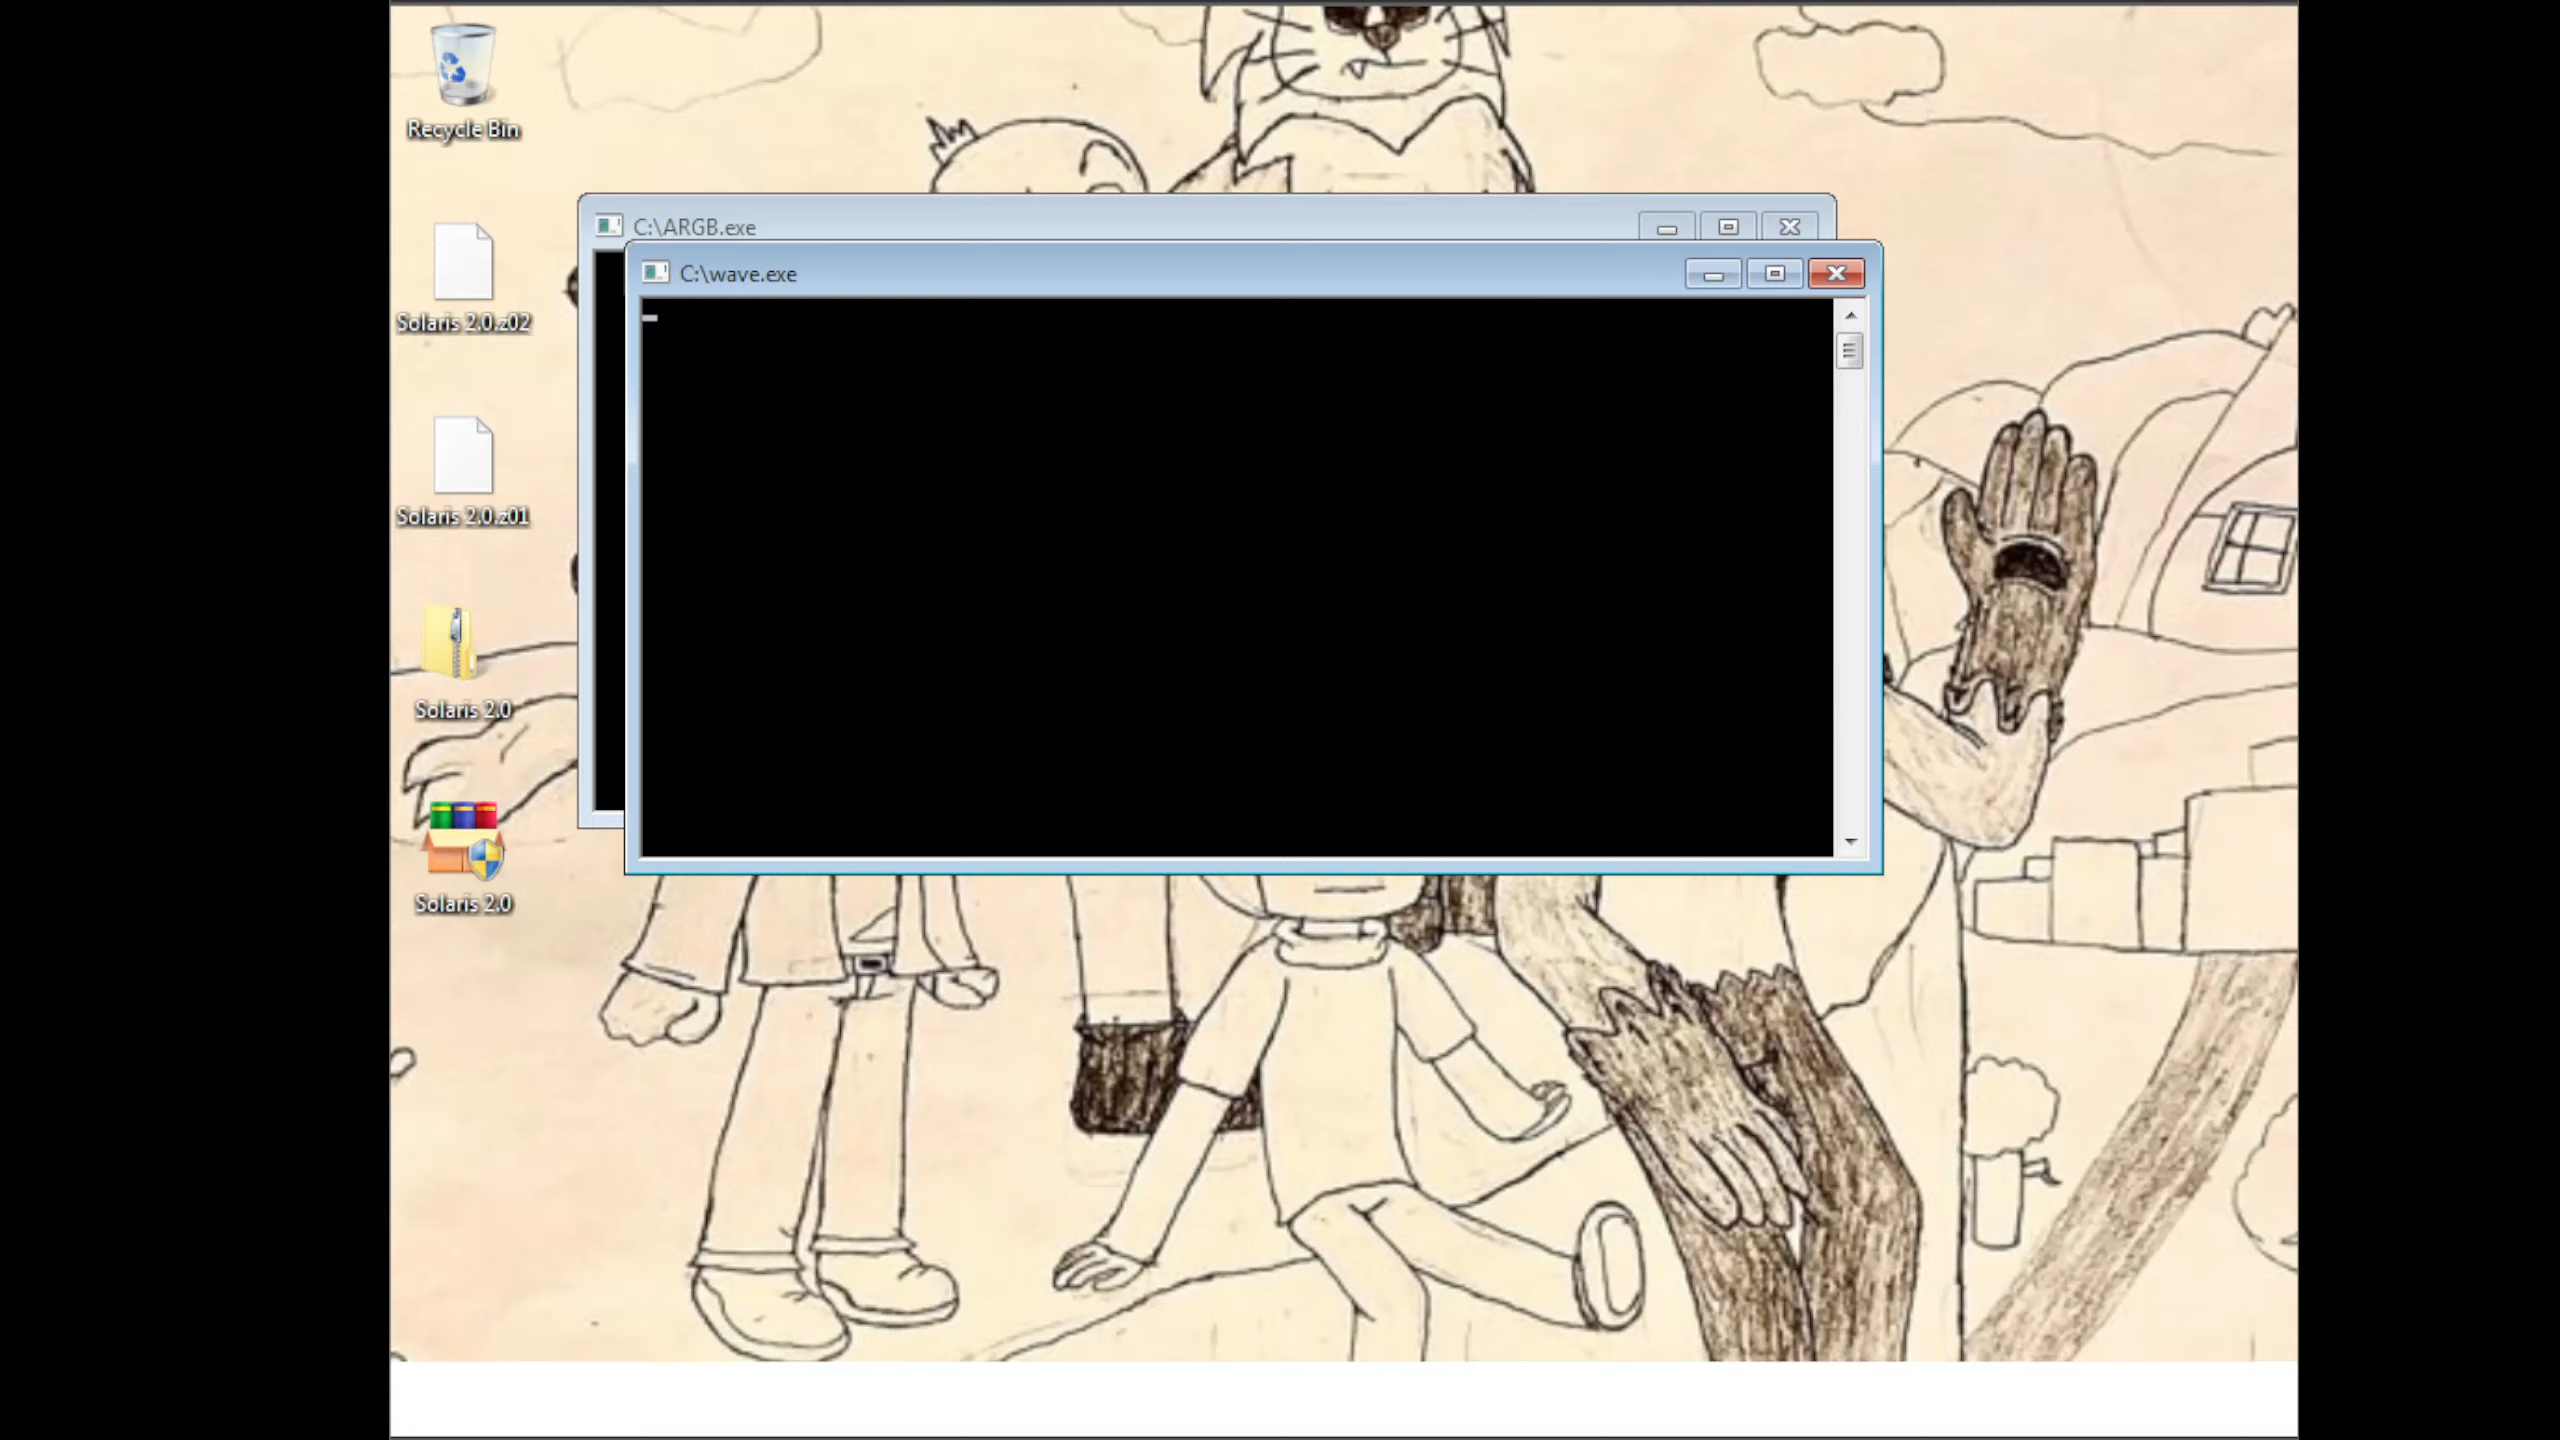 Recycle Bin
Solaris 2.0.z02
Solaris 2.0.z01
Solaris 2.0
Solaris 2.0
C:\ARGB.exe
C:\wave.exe